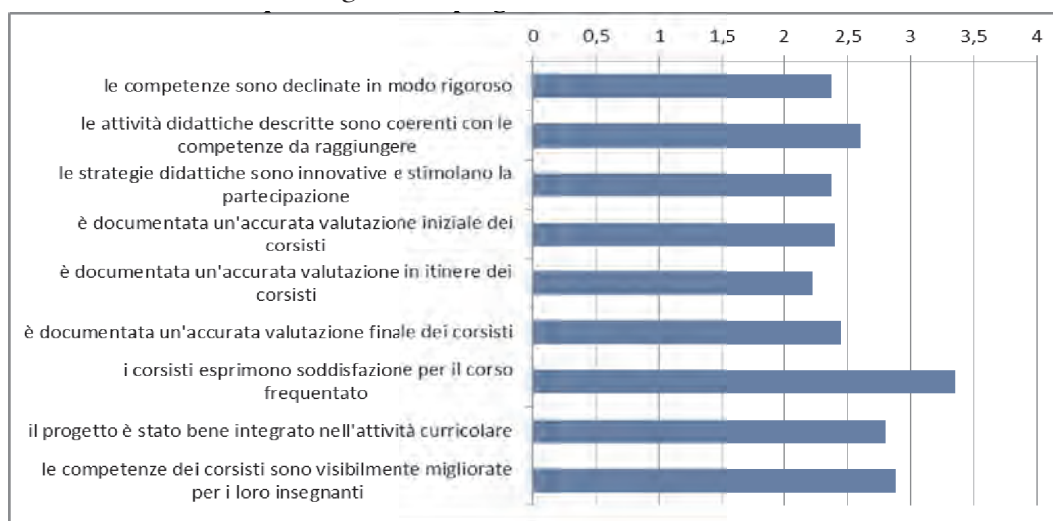 0 0,5 1 1,5 2 2,5 3 3,5 4
le competenze sono declinate in modo rigoroso
le attività didattiche descritte sono coerenti con le
competenze da raggiungere
le strategie didattiche sono innovative e stimolano la
partecipazione
è documentata un'accurata valutazione iniziale dei
corsisti
è documentata un'accurata valutazione in itinere dei
corsisti
è documentata un'accurata valutazione finale dei corsisti
i corsisti esprimono soddisfazione per il corso
frequentato
il progetto è stato bene integrato nell'attività curricolare
le competenze dei corsisti sono visibilmente migliorate
per i loro insegnanti